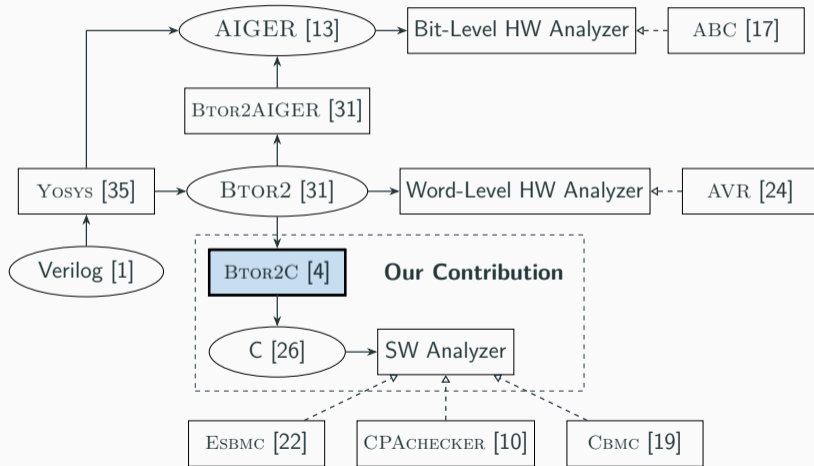 AIGER [13]
Bit-Level HW Analyzer
ABC [17]
BTOR2AIGER [31]
YOSYS [35]
BTOR2 [31]
Word-Level HW Analyzer
AVR [24]
Verilog [1]
BTOR2C [4]
Our Contribution
C [26]
SW Analyzer
ESBMC [22]
CPACHECKER [10]
CBMC [19]